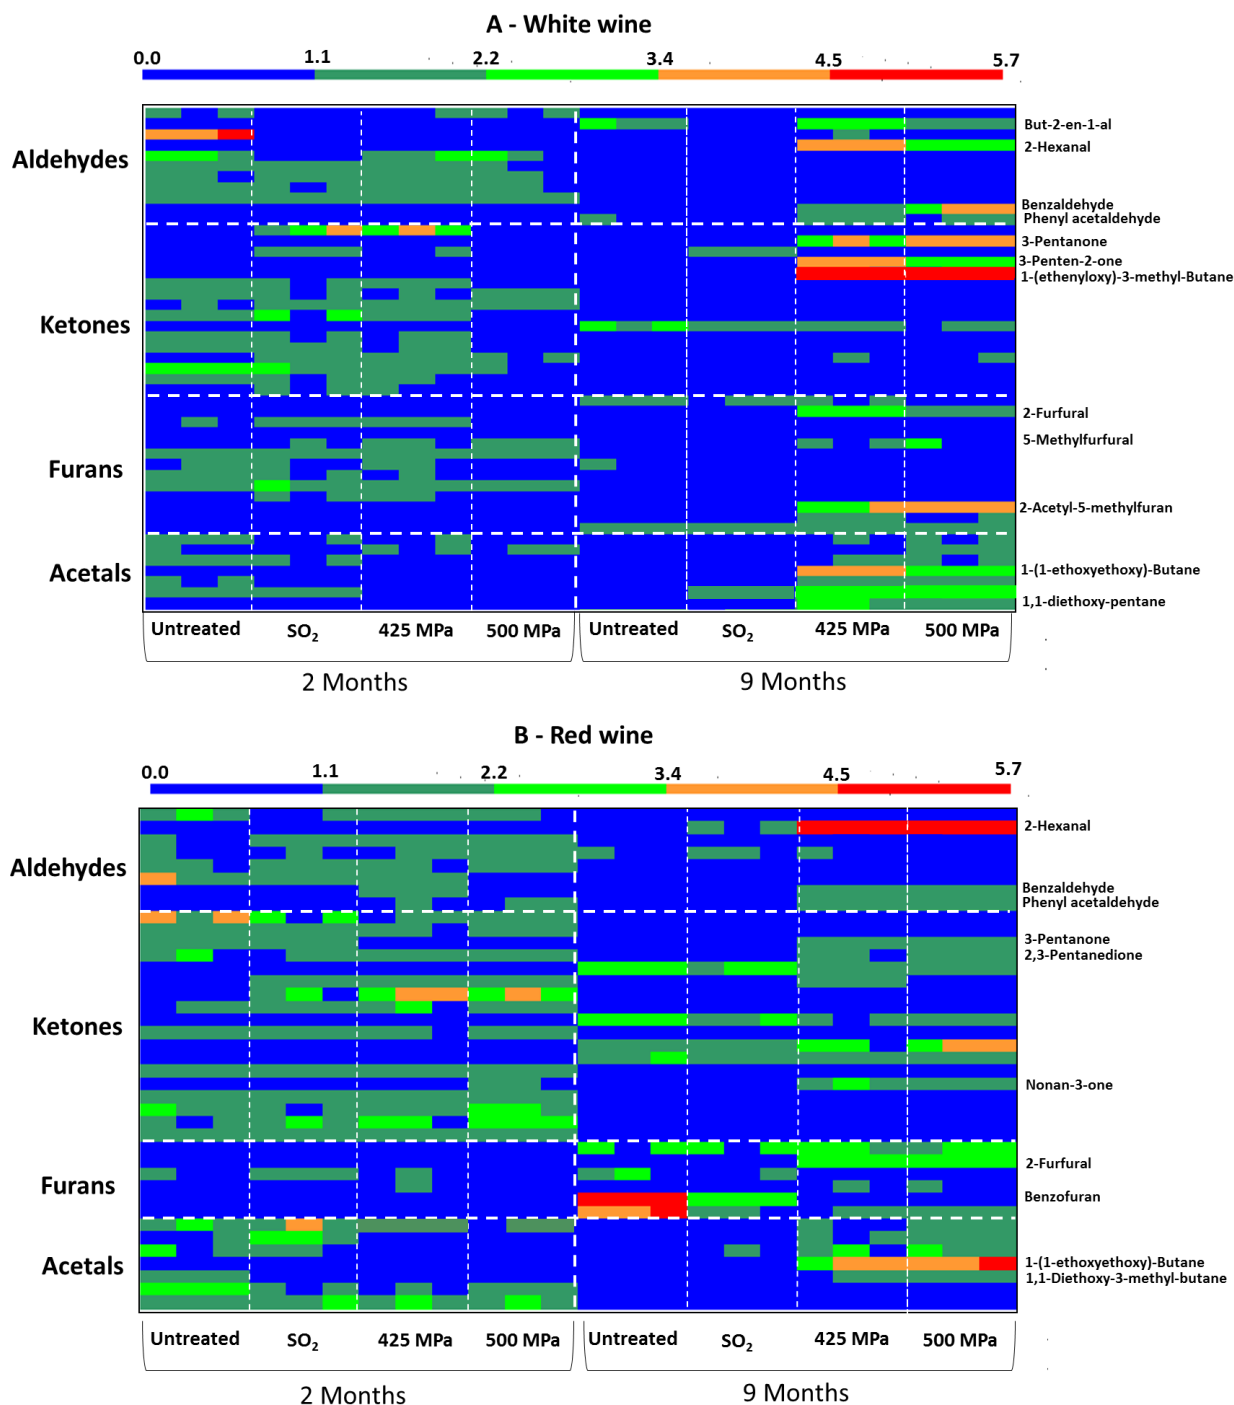 A - White wine
0.0 1.1 2.2 3.4 4.5 5.7
Aldehydes
But-2-en-1-al
2-Hexanal
Benzaldehyde
Phenyl acetaldehyde
Ketones
3-Pentanone
3-Penten-2-one
1-(ethenyloxy)-3-methyl-Butane
Furans
2-Furfural
5-Methylfurfural
2-Acetyl-5-methylfuran
Acetals
1-(1-ethoxyethoxy)-Butane
1,1-diethoxy-pentane
Untreated SO₂ 425 MPa 500 MPa Untreated SO₂ 425 MPa 500 MPa
2 Months 9 Months
B - Red wine
0.0 1.1 2.2 3.4 4.5 5.7
Aldehydes
2-Hexanal
Benzaldehyde
Phenyl acetaldehyde
Ketones
3-Pentanone
2,3-Pentanedione
Nonan-3-one
Furans
2-Furfural
Benzofuran
Acetals
1-(1-ethoxyethoxy)-Butane
1,1-Diethoxy-3-methyl-butane
Untreated SO₂ 425 MPa 500 MPa Untreated SO₂ 425 MPa 500 MPa
2 Months 9 Months